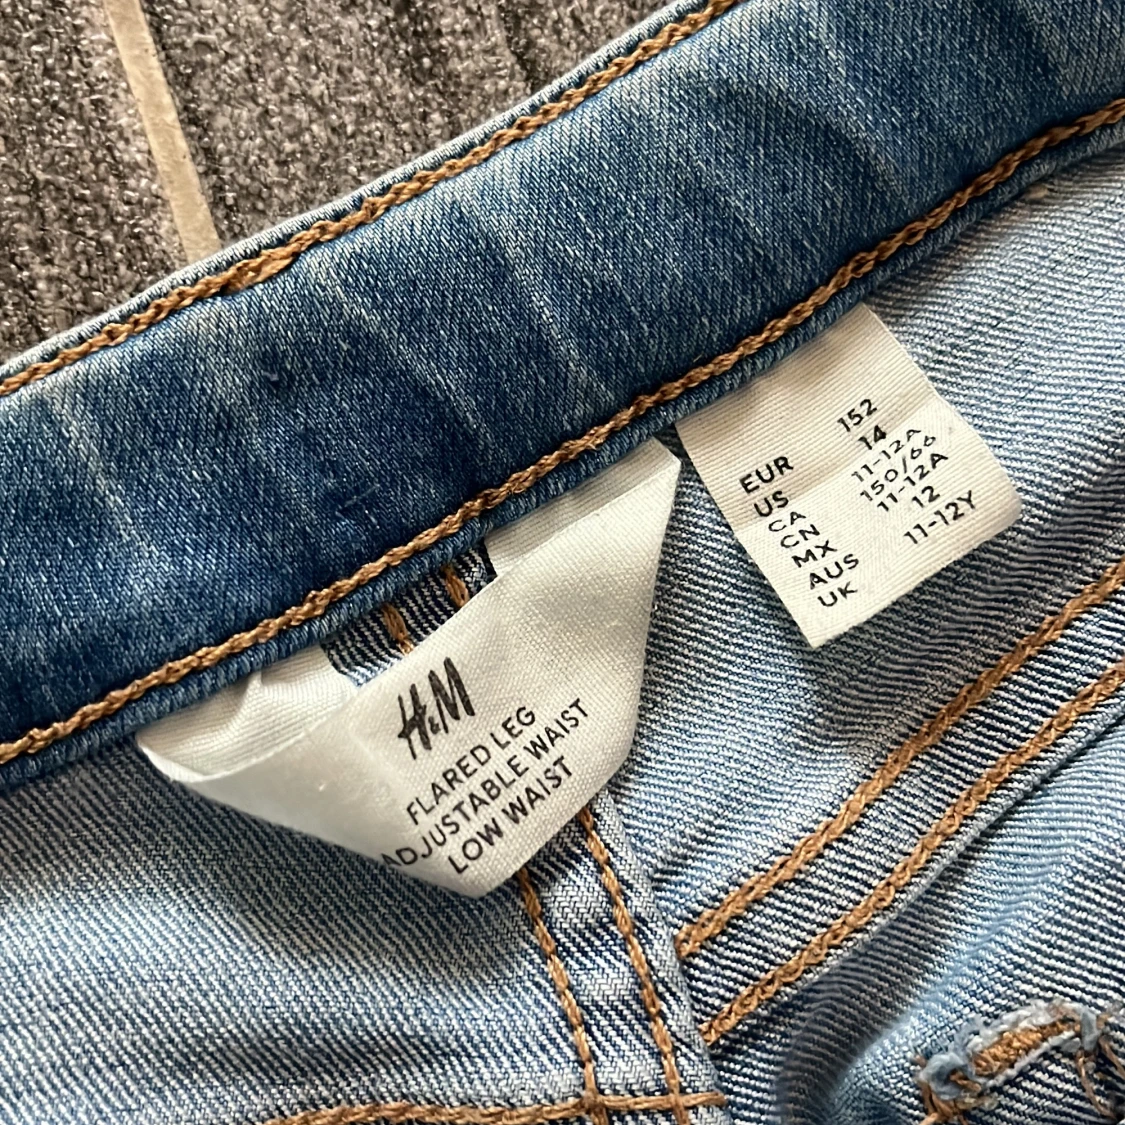 H&M
FLARED LEG
ADJUSTABLE WAIST
LOW WAIST
EUR 152
US 14
CA 11-12A
CN 150/66
MX 11-12A
AUS 12
UK 11-12Y